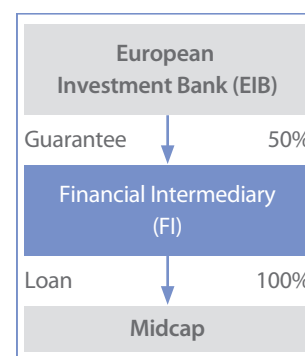 European
Investment Bank (EIB)
Guarantee 50%
Financial Intermediary
(FI)
Loan 100%
Midcap